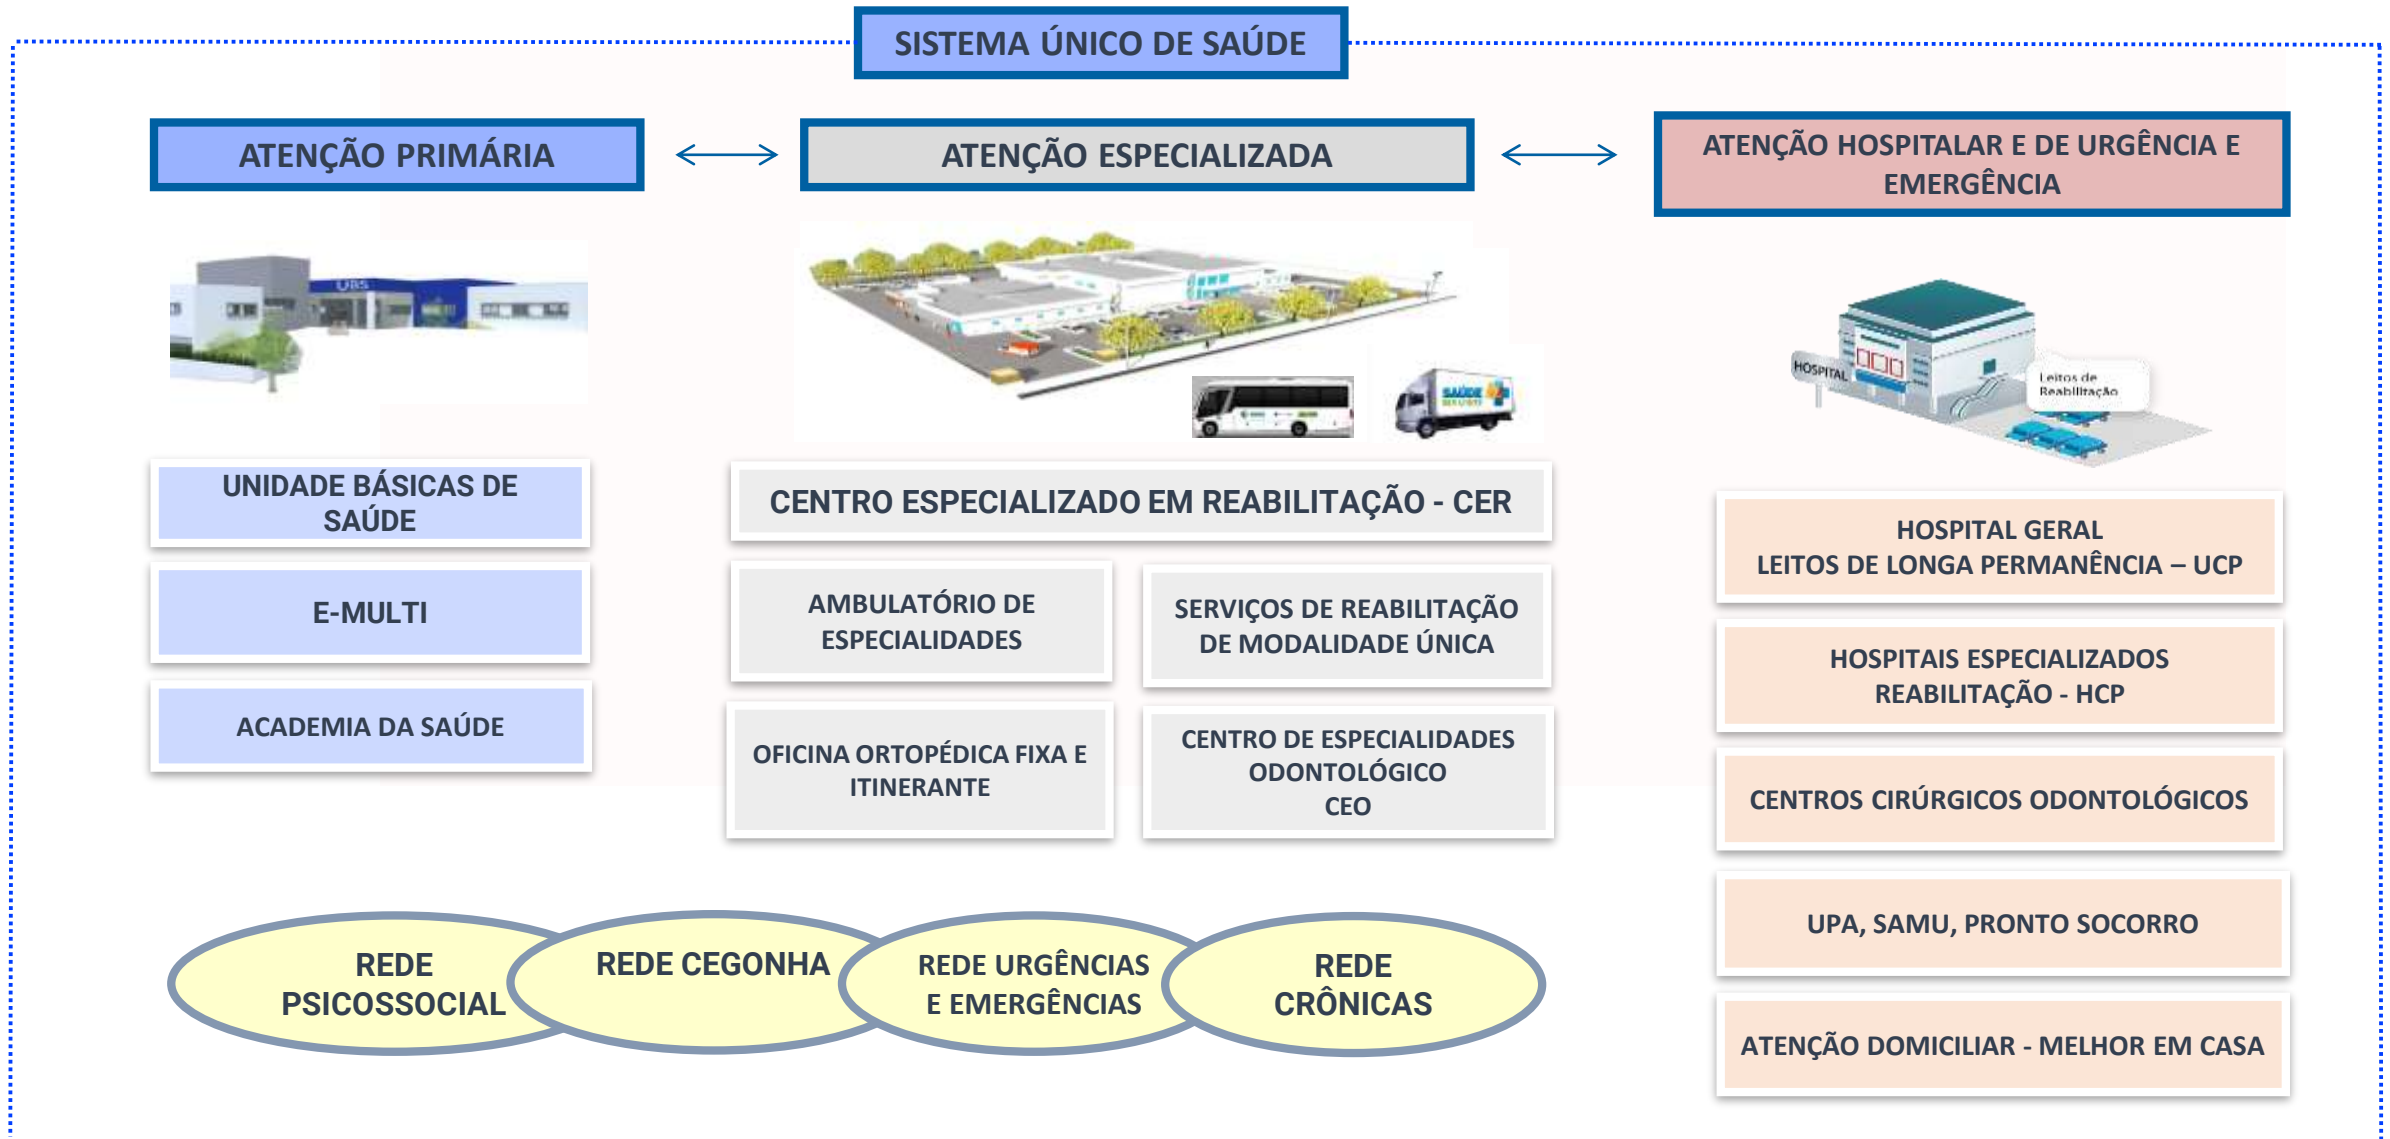 SISTEMA ÚNICO DE SAÚDE
ATENÇÃO PRIMÁRIA
ATENÇÃO ESPECIALIZADA
ATENÇÃO HOSPITALAR E DE URGÊNCIA E
EMERGÊNCIA
UBS
SAÚDE
HOSPITAL
Leitos de
Reabilitação
UNIDADE BÁSICAS DE
SAÚDE
E-MULTI
ACADEMIA DA SAÚDE
CENTRO ESPECIALIZADO EM REABILITAÇÃO - CER
AMBULATÓRIO DE
ESPECIALIDADES
SERVIÇOS DE REABILITAÇÃO
DE MODALIDADE ÚNICA
OFICINA ORTOPÉDICA FIXA E
ITINERANTE
CENTRO DE ESPECIALIDADES
ODONTOLÓGICO
CEO
HOSPITAL GERAL
LEITOS DE LONGA PERMANÊNCIA – UCP
HOSPITAIS ESPECIALIZADOS
REABILITAÇÃO - HCP
CENTROS CIRÚRGICOS ODONTOLÓGICOS
UPA, SAMU, PRONTO SOCORRO
ATENÇÃO DOMICILIAR - MELHOR EM CASA
REDE
PSICOSSOCIAL
REDE CEGONHA
REDE URGÊNCIAS
E EMERGÊNCIAS
REDE
CRÔNICAS